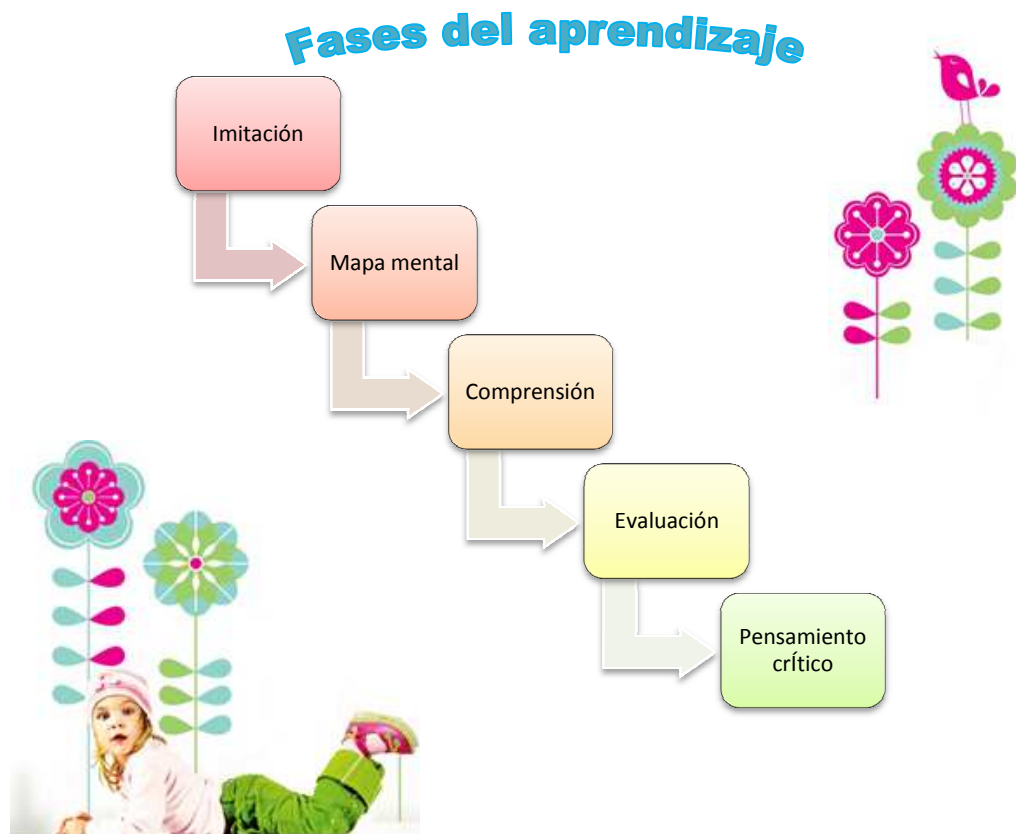 Fases del aprendizaje
Imitación
Mapa mental
Comprensión
Evaluación
Pensamiento
crÍtico